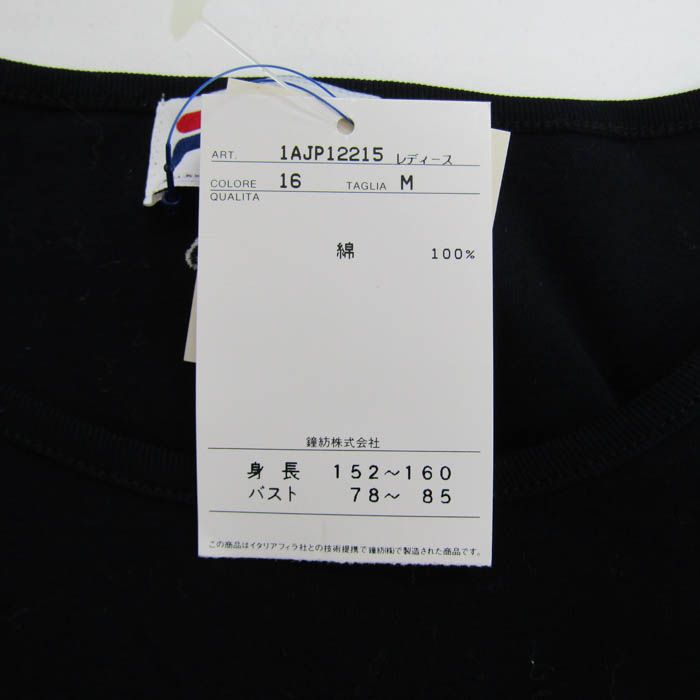 ART. 1AJP12215 レディース
COLORE 16 TAGLIA M
QUALITA
綿 100%
鐘紡株式会社
身長 152～160
バスト 78～ 85
この商品はイタリアフィラ社との技術提携で鐘紡(株)で製造された商品です。